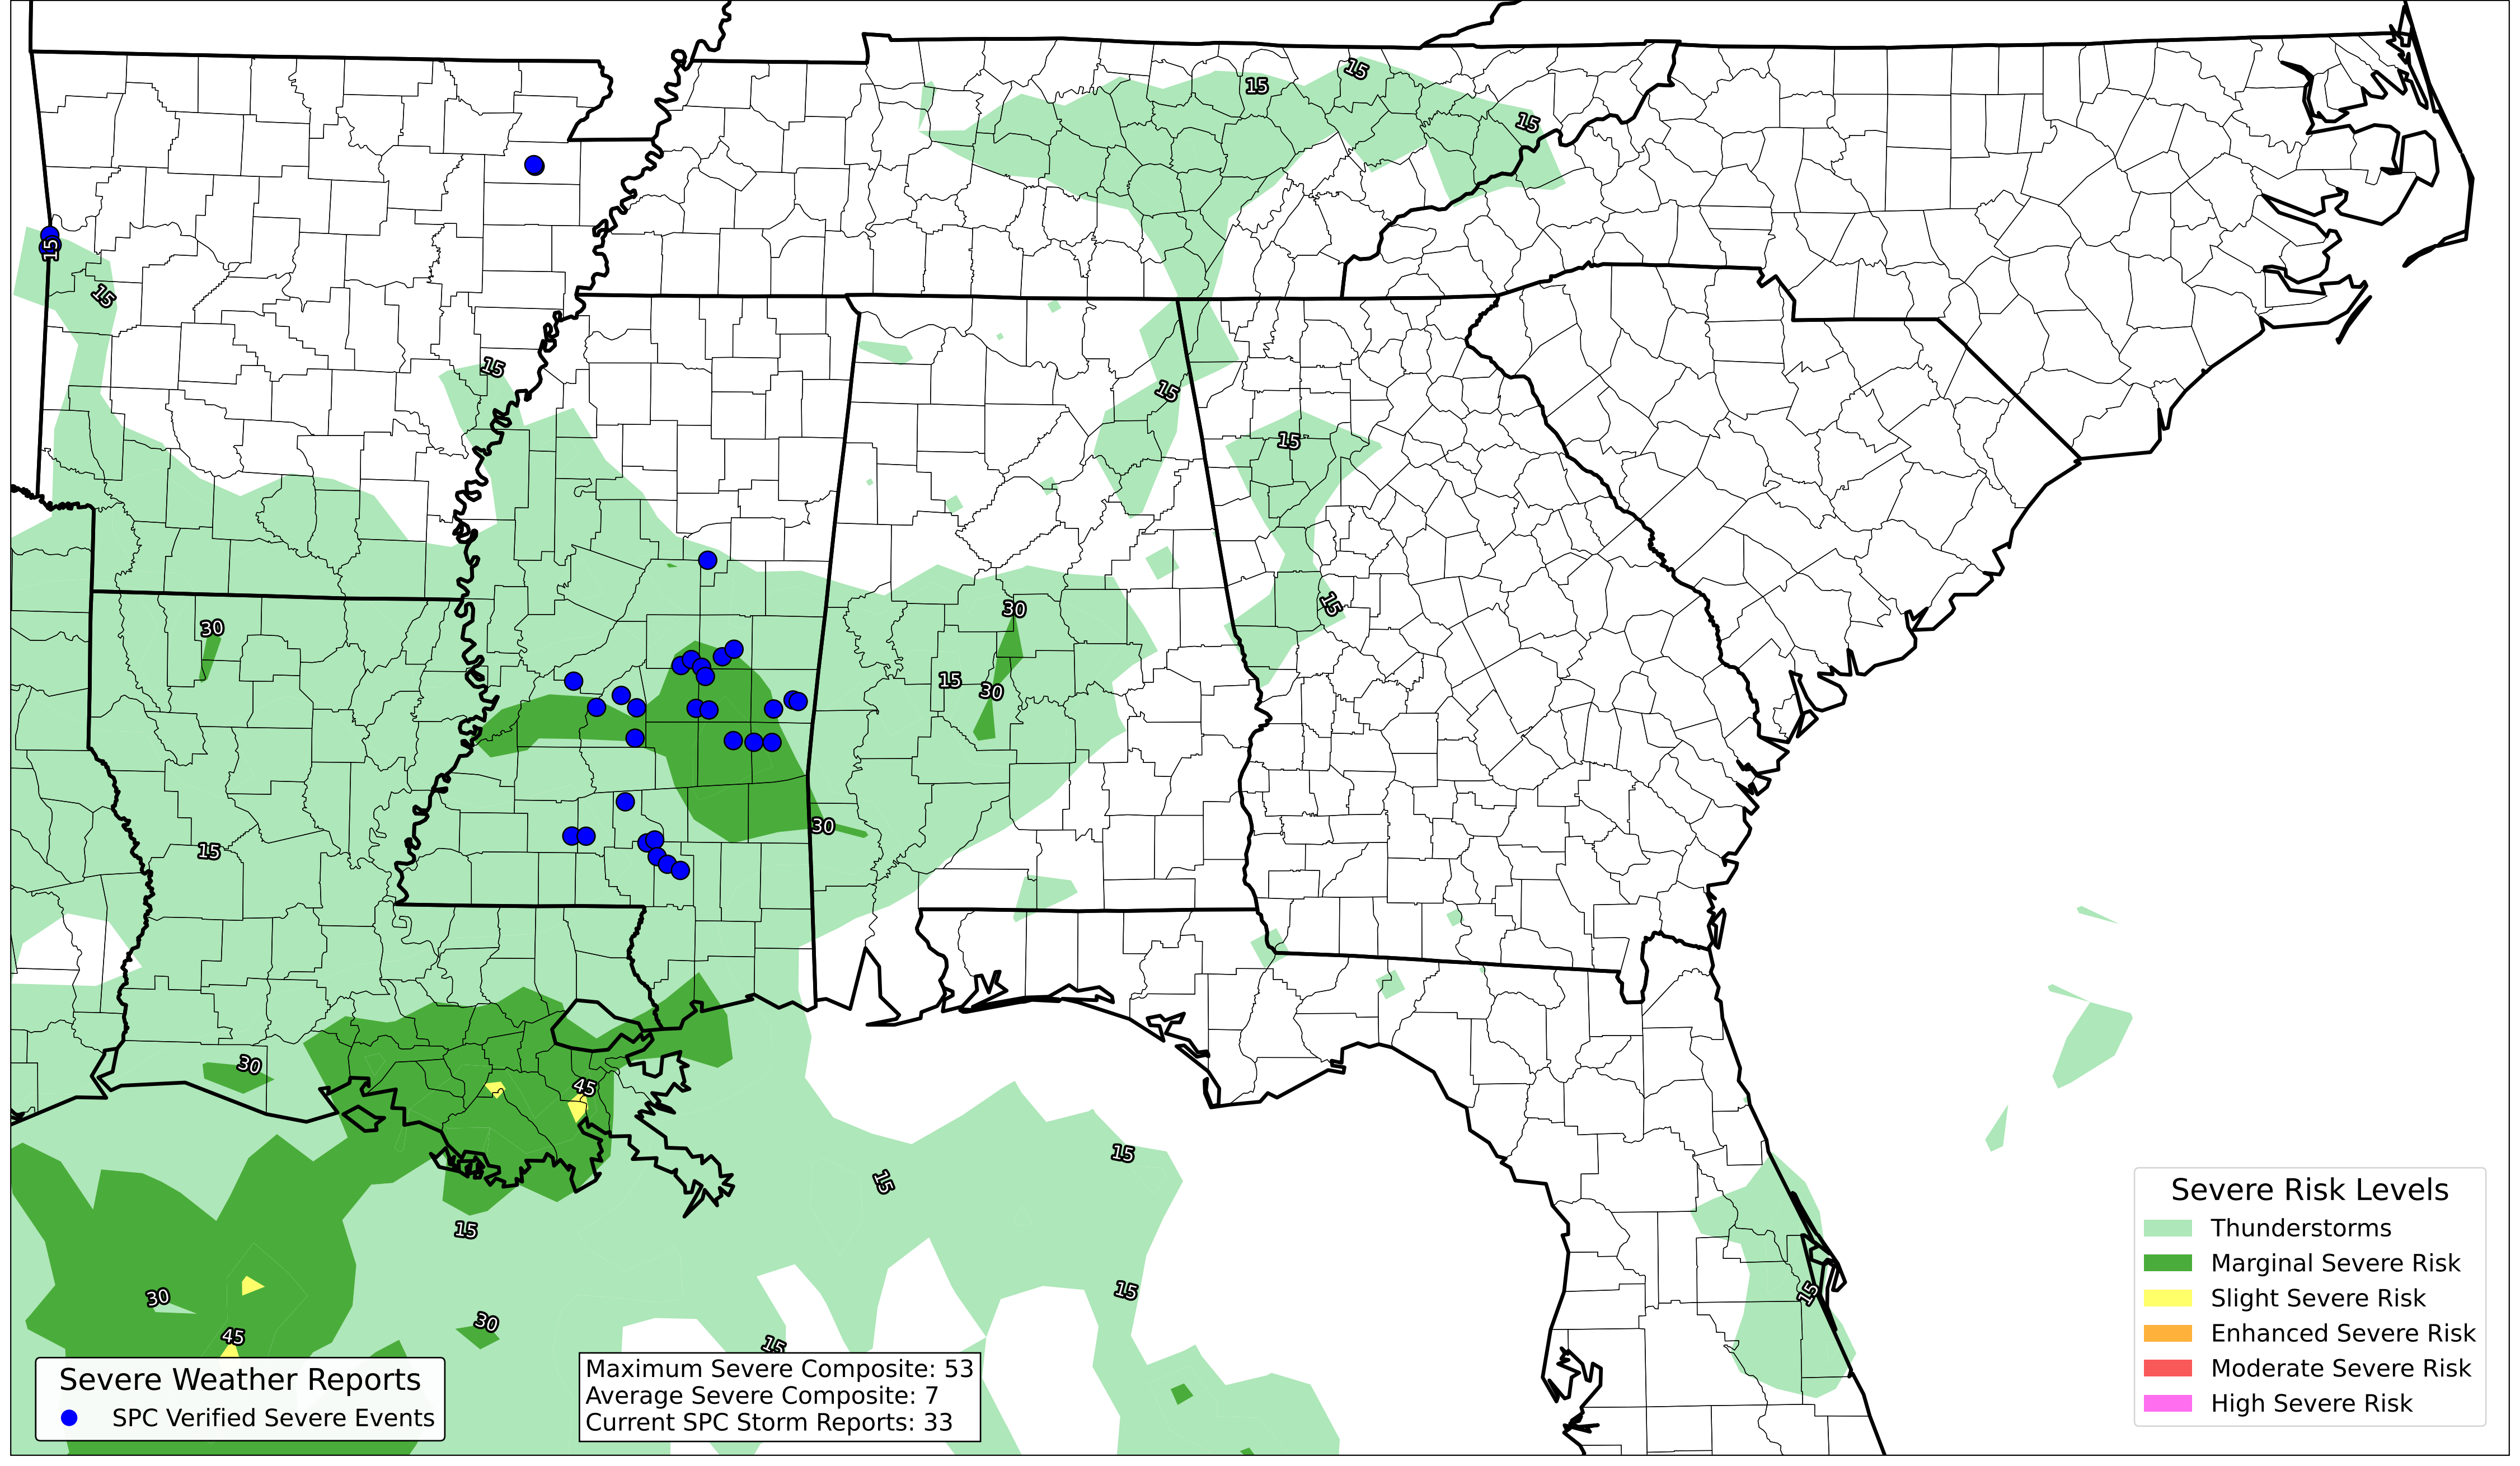 15
15
15
15
15
15
15
15
30
30
15
30
15
30
15
30
45
15
15
15
30
15
15
30
45
15
Severe Weather Reports
SPC Verified Severe Events
Maximum Severe Composite: 53
Average Severe Composite: 7
Current SPC Storm Reports: 33
Severe Risk Levels
Thunderstorms
Marginal Severe Risk
Slight Severe Risk
Enhanced Severe Risk
Moderate Severe Risk
High Severe Risk